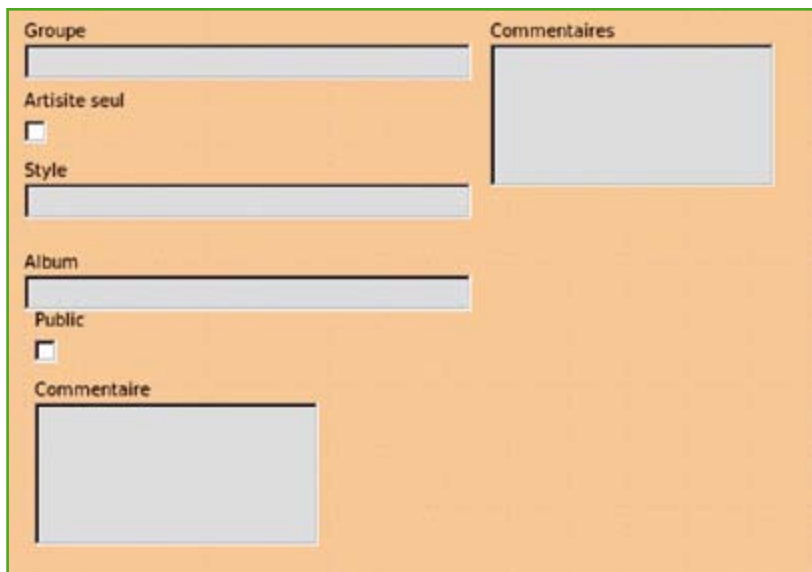 Groupe
Commentaires
Artisite seul
Style
Album
Public
Commentaire